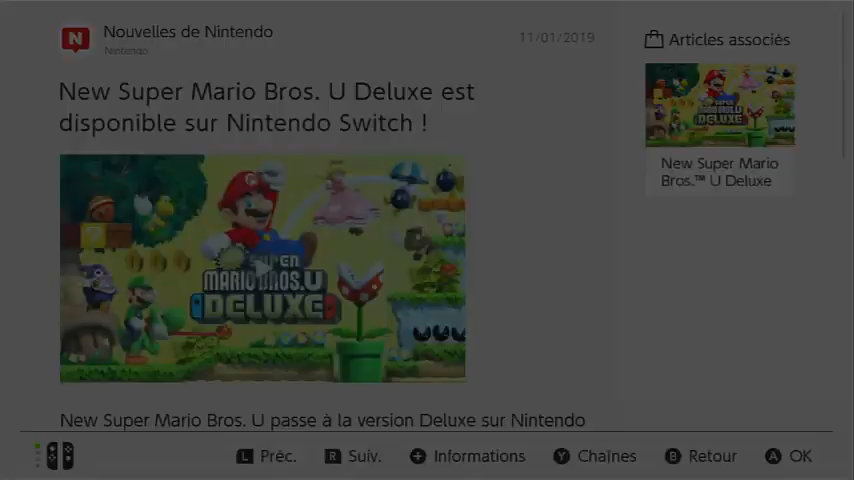 Nouvelles de Nintendo
Nintendo
11/01/2019
Articles associés
New Super Mario Bros. U Deluxe est
disponible sur Nintendo Switch !
SUPER
MARIO BROS.U
DELUXE
New Super Mario
Bros.™ U Deluxe
New Super Mario Bros. U passe à la version Deluxe sur Nintendo
L Préc.
R Suiv.
+ Informations
Y Chaînes
B Retour
A OK